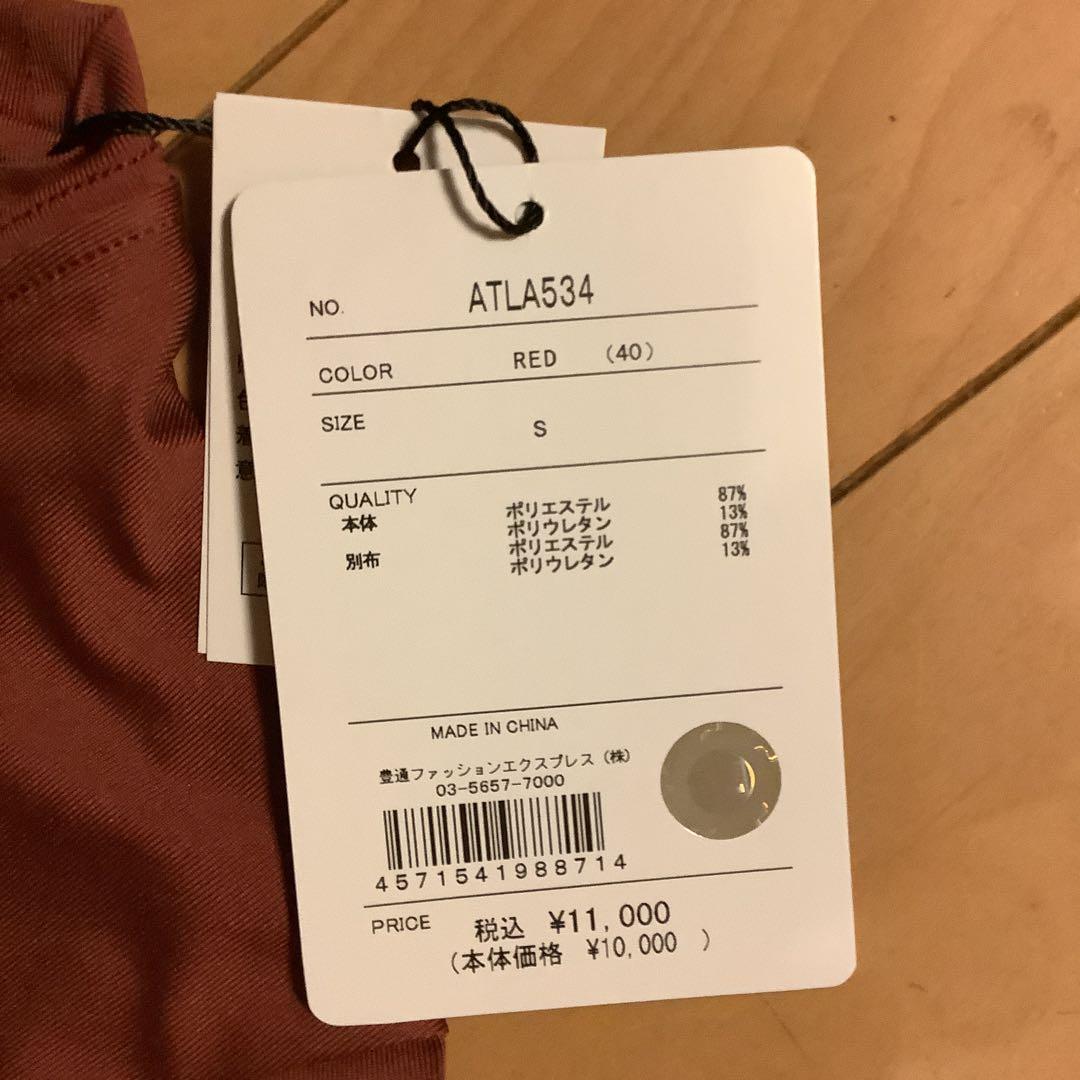 NO. ATLA534
COLOR RED (40)
SIZE S
QUALITY
本体 ポリエステル 87%
ポリウレタン 13%
別布 ポリエステル 87%
ポリウレタン 13%
MADE IN CHINA
豊通ファッションエクスプレス（株）
03-5657-7000
4571541988714
PRICE 税込 ¥11,000
(本体価格 ¥10,000 )
着
意